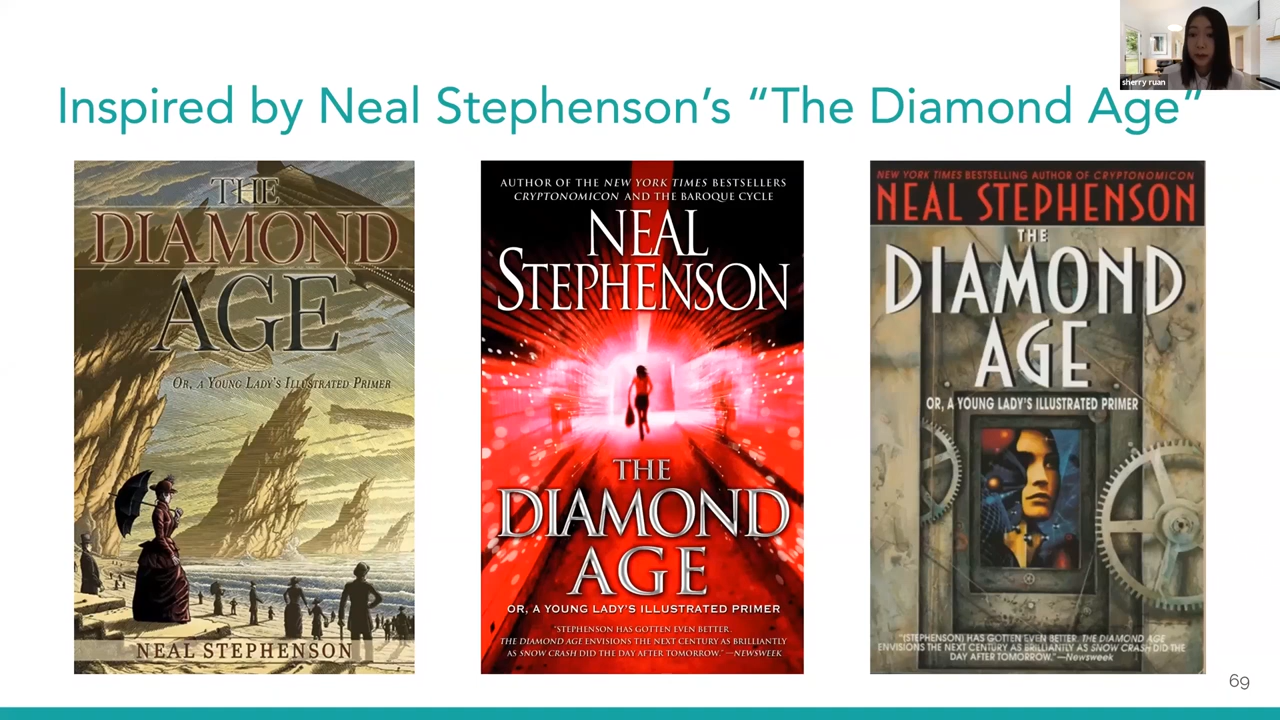 sherry ruan
Inspired by Neal Stephenson's “The Diamond Age”
THE
DIAMOND
AGE
OR, A YOUNG LADY'S ILLUSTRATED PRIMER
NEAL STEPHENSON
AUTHOR OF THE NEW YORK TIMES BESTSELLERS
CRYPTONOMICON AND THE BAROQUE CYCLE
NEAL
STEPHENSON
THE
DIAMOND
AGE
OR, A YOUNG LADY'S ILLUSTRATED PRIMER
"STEPHENSON HAS GOTTEN EVEN BETTER.
THE DIAMOND AGE ENVISIONS THE NEXT CENTURY AS BRILLIANTLY
AS SNOW CRASH DID THE DAY AFTER TOMORROW." —NEWSWEEK
NEW YORK TIMES BESTSELLING AUTHOR OF CRYPTONOMICON
NEAL STEPHENSON
THE
DIAMOND
AGE
OR, A YOUNG LADY'S ILLUSTRATED PRIMER
"(STEPHENSON) HAS GOTTEN EVEN BETTER. THE DIAMOND AGE
ENVISIONS THE NEXT CENTURY AS BRILLIANTLY AS SNOW CRASH DID THE
DAY AFTER TOMORROW."—Newsweek
69